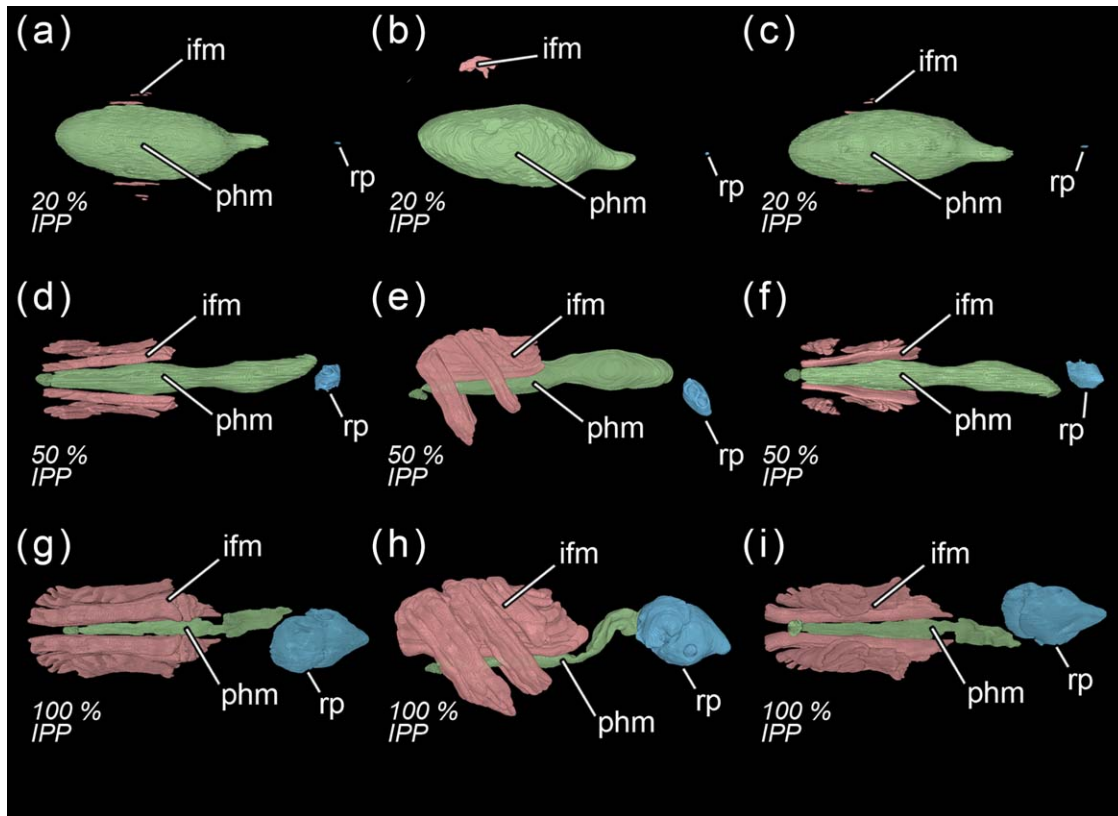 (a)
ifm
phm
rp
20 %
IPP
(b)
ifm
phm
rp
20 %
IPP
(c)
ifm
phm
rp
20 %
IPP
(d)
ifm
phm
rp
50 %
IPP
(e)
ifm
phm
rp
50 %
IPP
(f)
ifm
phm
rp
50 %
IPP
(g)
ifm
phm
rp
100 %
IPP
(h)
ifm
phm
rp
100 %
IPP
(i)
ifm
phm
rp
100 %
IPP